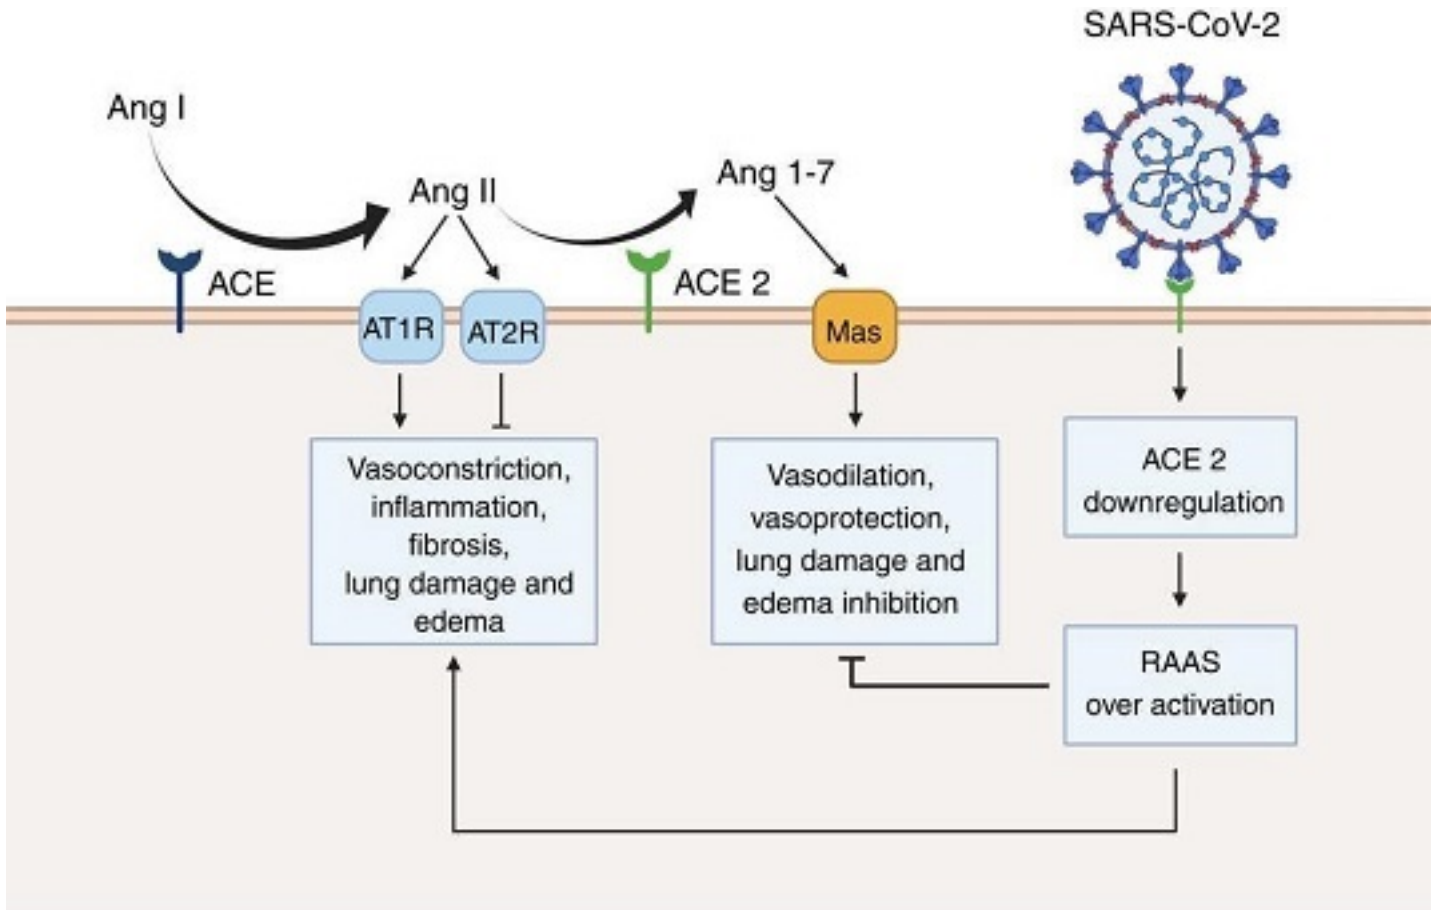 SARS-CoV-2
Ang I
Ang II
Ang 1-7
ACE
ACE 2
AT1R
AT2R
Mas
Vasoconstriction,
inflammation,
fibrosis,
lung damage and
edema
Vasodilation,
vasoprotection,
lung damage and
edema inhibition
ACE 2
downregulation
RAAS
over activation